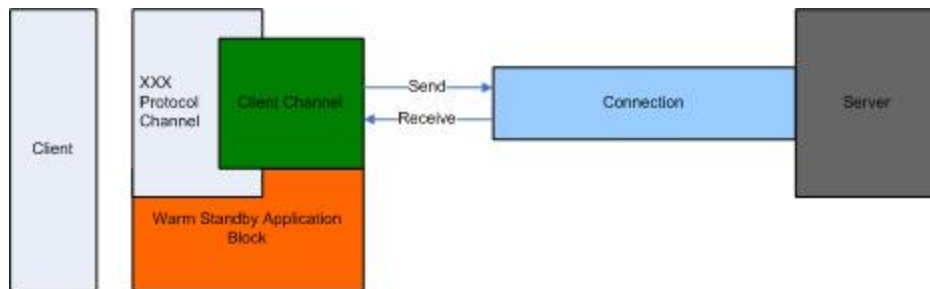 Client
XXX
Protocol
Channel
Client Channel
Send
Receive
Connection
Server
Warm Standby Application
Block